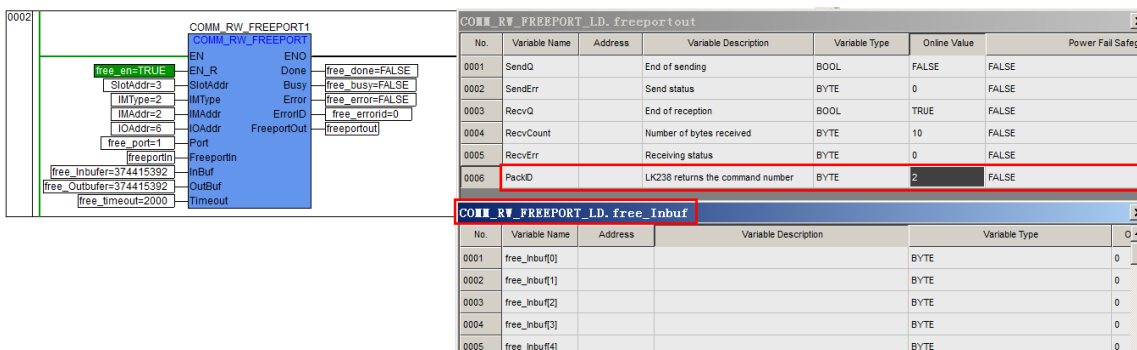 0002
COMM_RW_FREEPORT1
COMM_RW_FREEPORT
EN ENO
free_en=TRUE EN_R Done free_done=FALSE
SlotAddr=3 SlotAddr Busy free_busy=FALSE
IMType=2 IMType Error free_error=FALSE
IMAddr=2 IMAddr ErrorID free_errorid=0
IOAddr=6 IOAddr FreeportOut freeportout
free_port=1 Port
freeportin FreeportIn
free_Inbufer=374415392 InBuf
free_Outbufer=374415392 OutBuf
free_timeout=2000 Timeout
COMM_RW_FREEPORT_LD.freeportout
No. Variable Name Address Variable Description Variable Type Online Value Power Fail Safeg
0001 SendQ End of sending BOOL FALSE FALSE
0002 SendErr Send status BYTE 0 FALSE
0003 RecvQ End of reception BOOL TRUE FALSE
0004 RecvCount Number of bytes received BYTE 10 FALSE
0005 RecvErr Receiving status BYTE 0 FALSE
0006 PackID LK238 returns the command number BYTE 2 FALSE
COMM_RW_FREEPORT_LD.free_Inbuf
No. Variable Name Address Variable Description Variable Type O
0001 free_Inbuf[0] BYTE 0
0002 free_Inbuf[1] BYTE 0
0003 free_Inbuf[2] BYTE 0
0004 free_Inbuf[3] BYTE 0
0005 free_Inbuf[4] BYTE 0